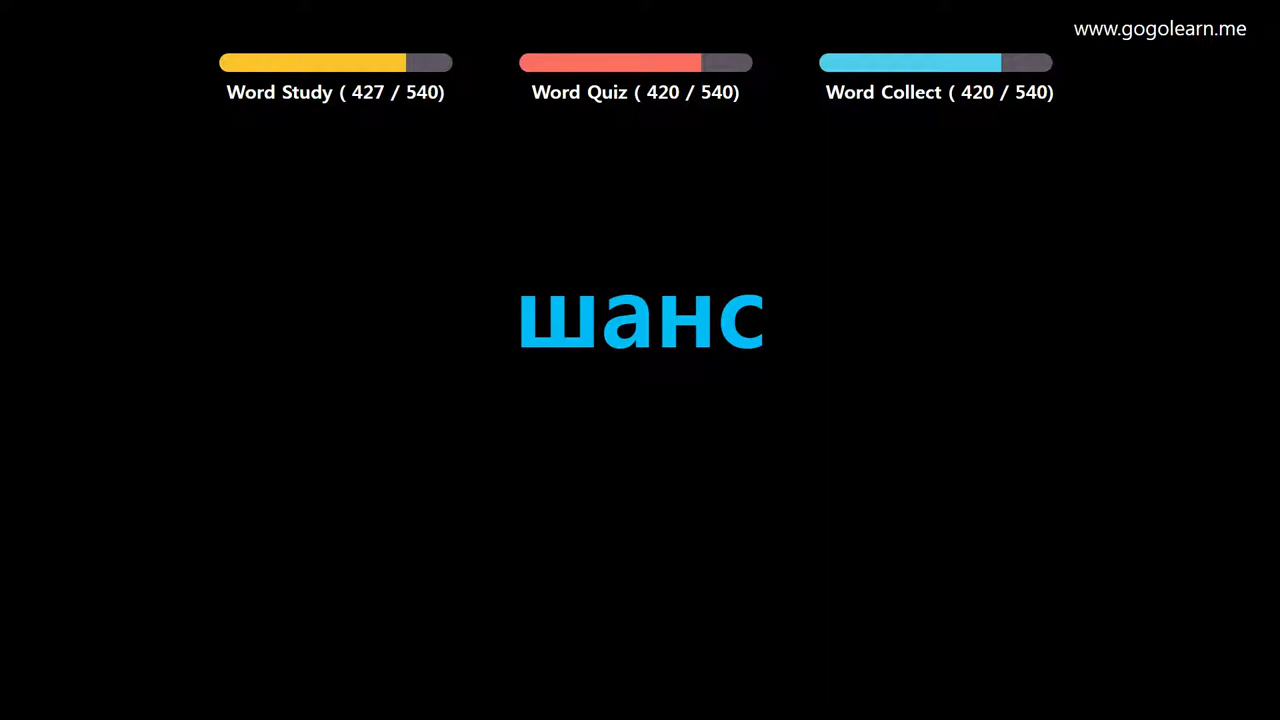 www.gogolearn.me
Word Study ( 427 / 540)
Word Quiz ( 420 / 540)
Word Collect ( 420 / 540)
шанс